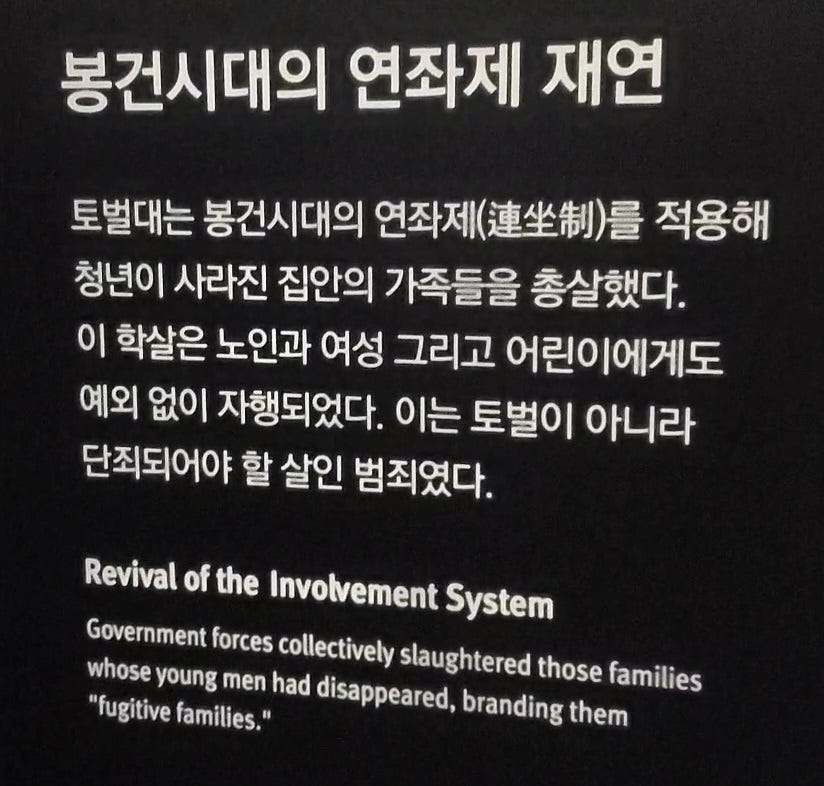 봉건시대의 연좌제 재연
토벌대는 봉건시대의 연좌제(連坐制)를 적용해
청년이 사라진 집안의 가족들을 총살했다.
이 학살은 노인과 여성 그리고 어린이에게도
예외 없이 자행되었다. 이는 토벌이 아니라
단죄되어야 할 살인 범죄였다.
Revival of the Involvement System
Government forces collectively slaughtered those families
whose young men had disappeared, branding them
"fugitive families."